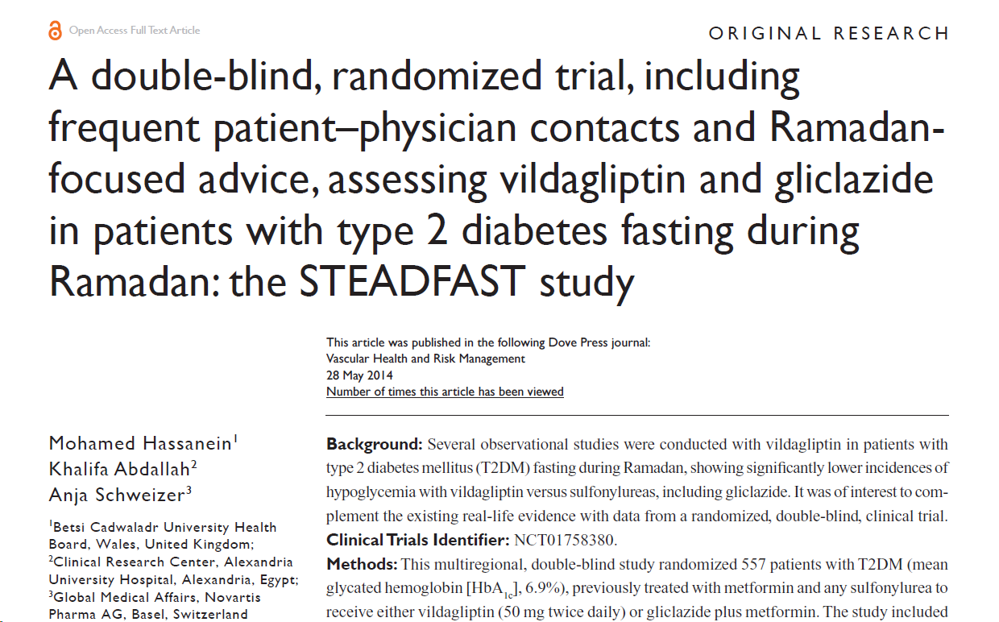 Open Access Full Text Article
ORIGINAL RESEARCH
A double-blind, randomized trial, including
frequent patient–physician contacts and Ramadan-
focused advice, assessing vildagliptin and gliclazide
in patients with type 2 diabetes fasting during
Ramadan: the STEADFAST study
This article was published in the following Dove Press journal:
Vascular Health and Risk Management
28 May 2014
Number of times this article has been viewed
Mohamed Hassanein1
Khalifa Abdallah2
Anja Schweizer3
1Betsi Cadwaladr University Health
Board, Wales, United Kingdom;
2Clinical Research Center, Alexandria
University Hospital, Alexandria, Egypt;
3Global Medical Affairs, Novartis
Pharma AG, Basel, Switzerland
Background: Several observational studies were conducted with vildagliptin in patients with
type 2 diabetes mellitus (T2DM) fasting during Ramadan, showing significantly lower incidences of
hypoglycemia with vildagliptin versus sulfonylureas, including gliclazide. It was of interest to com-
plement the existing real-life evidence with data from a randomized, double-blind, clinical trial.
Clinical Trials Identifier: NCT01758380.
Methods: This multiregional, double-blind study randomized 557 patients with T2DM (mean
glycated hemoglobin [HbA1c], 6.9%), previously treated with metformin and any sulfonylurea to
receive either vildagliptin (50 mg twice daily) or gliclazide plus metformin. The study included